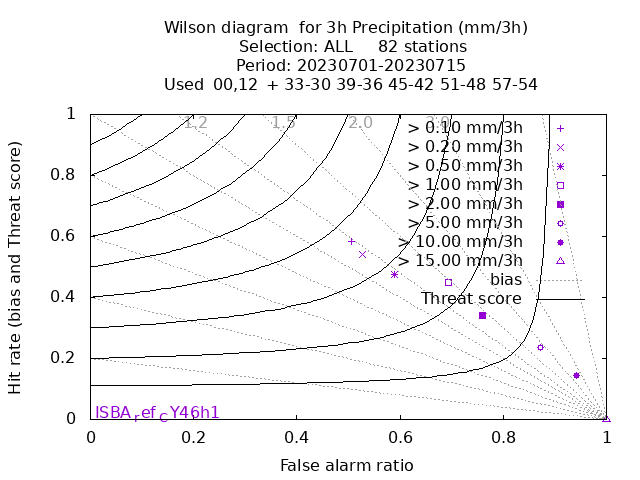 Wilson diagram  for 3h Precipitation (mm/3h)
Selection: ALL     82 stations
Period: 20230701-20230715
Used  00,12  + 33-30 39-36 45-42 51-48 57-54
1.2 1.5 2.0 3.0
> 0.10 mm/3h
> 0.20 mm/3h
> 0.50 mm/3h
> 1.00 mm/3h
> 2.00 mm/3h
> 5.00 mm/3h
> 10.00 mm/3h
> 15.00 mm/3h
bias
Threat score
Hit rate (bias and Threat score)
1
0.8
0.6
0.4
0.2
0
ISBA_ref_CY46h1
0 0.2 0.4 0.6 0.8 1
False alarm ratio